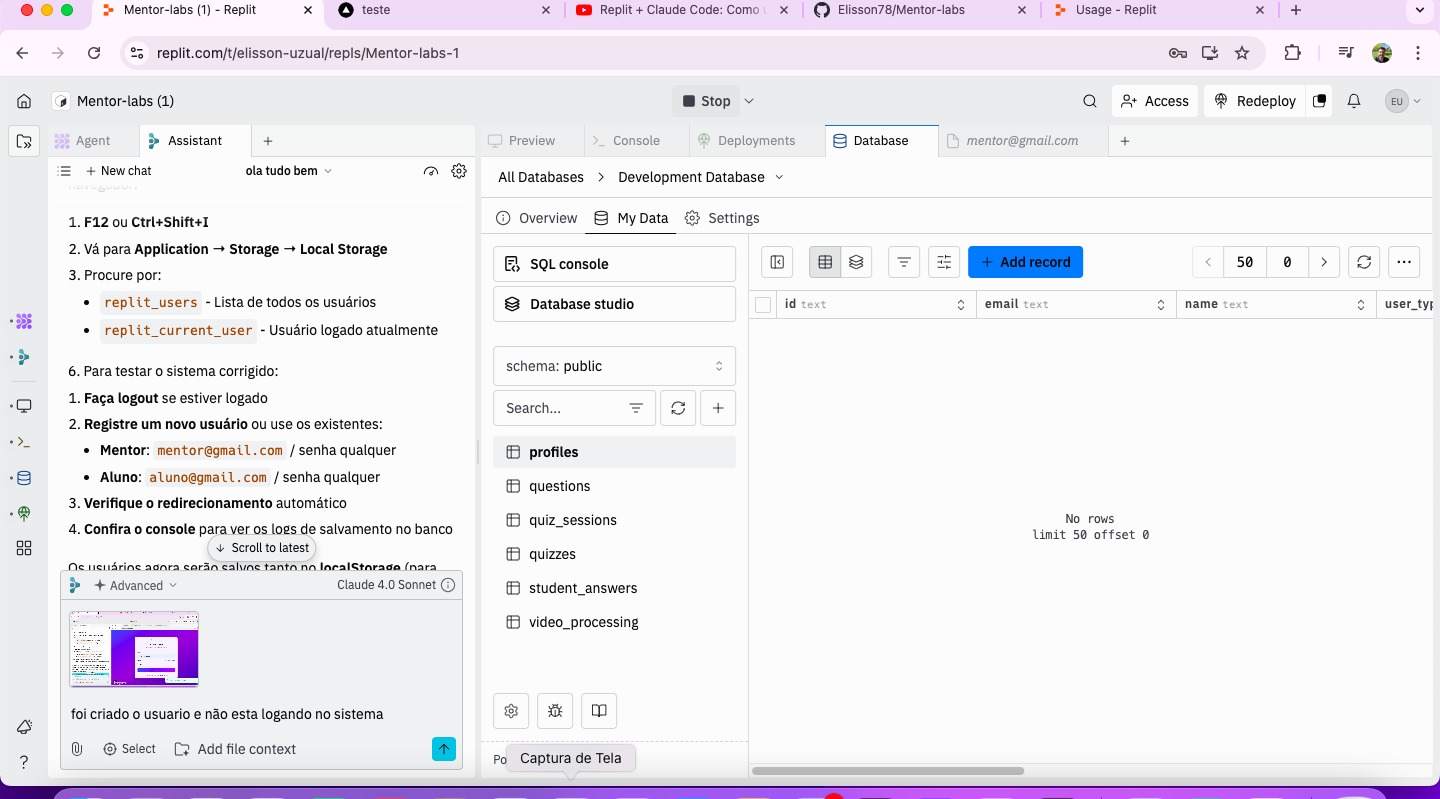 Mentor-labs (1) - Replit
teste
Replit + Claude Code: Como
Elisson78/Mentor-labs
Usage - Replit
replit.com/t/elisson-uzual/repls/Mentor-labs-1
Mentor-labs (1)
Stop
Access
Redeploy
EU
Agent
Assistant
Preview
Console
Deployments
Database
mentor@gmail.com
New chat
ola tudo bem
navegador:
1. F12 ou Ctrl+Shift+I
2. Vá para Application → Storage → Local Storage
3. Procure por:
• replit_users - Lista de todos os usuários
• replit_current_user - Usuário logado atualmente
6. Para testar o sistema corrigido:
1. Faça logout se estiver logado
2. Registre um novo usuário ou use os existentes:
• Mentor: mentor@gmail.com / senha qualquer
• Aluno: aluno@gmail.com / senha qualquer
3. Verifique o redirecionamento automático
4. Confira o console para ver os logs de salvamento no banco
Scroll to latest
Os usuários agora serão salvos tanto no localStorage (para
Advanced
Claude 4.0 Sonnet
foi criado o usuario e não esta logando no sistema
Select
Add file context
All Databases > Development Database
Overview
My Data
Settings
SQL console
Database studio
schema: public
Search...
profiles
questions
quiz_sessions
quizzes
student_answers
video_processing
Po
Captura de Tela
+ Add record
50
0
id text
email text
name text
user_typ
No rows
limit 50 offset 0
?